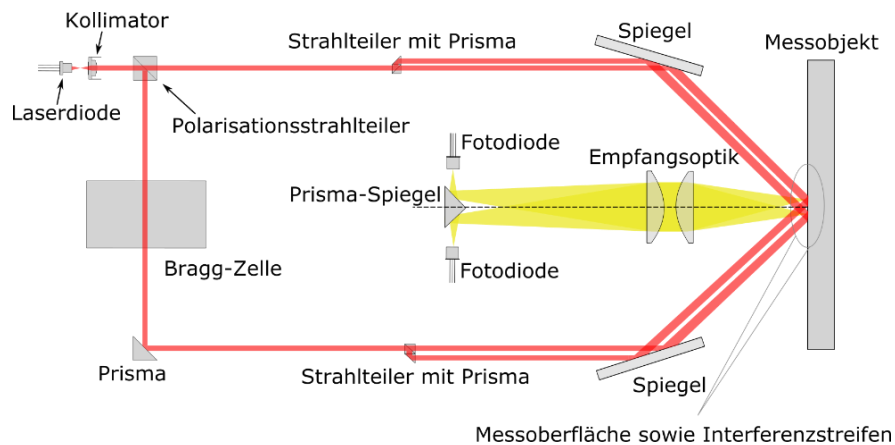 Kollimator
Spiegel
Strahlteiler mit Prisma
Messobjekt
Laserdiode
Polarisationsstrahlteiler
Fotodiode
Empfangsoptik
Prisma-Spiegel
Bragg-Zelle
Fotodiode
Prisma
Strahlteiler mit Prisma
Spiegel
Messoberfläche sowie Interferenzstreifen